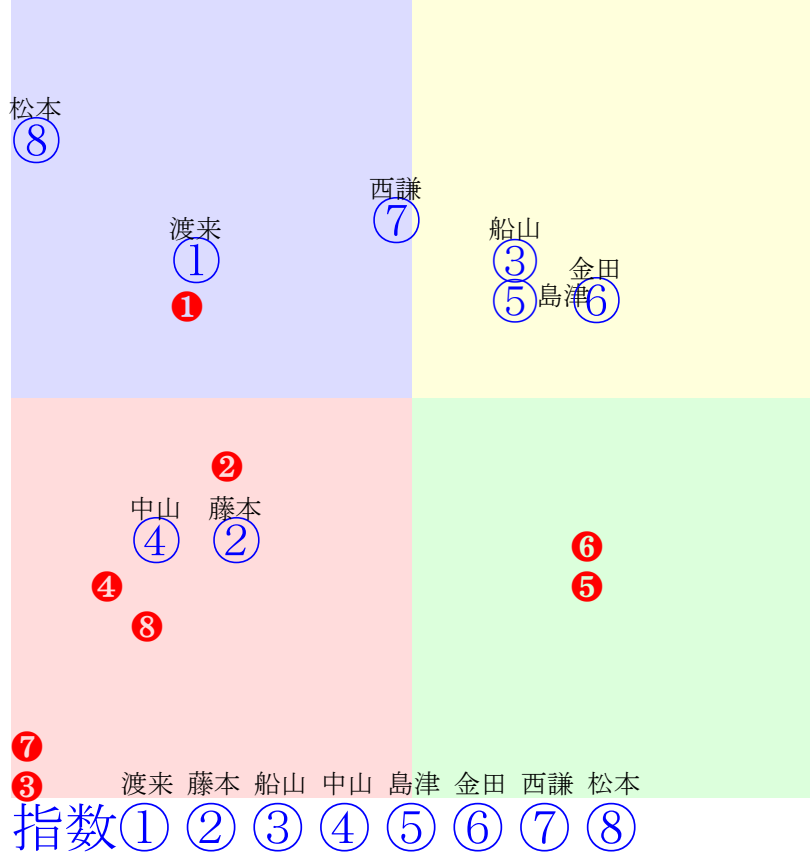 松本
⑧
西謙
⑦
渡来
①
船山
③
金田
⑤ 島津 ⑥
❶
❷
中山 藤本
④ ②
❻
❹ ❺
❽
❼
❸ 渡来 藤本 船山 中山 島津 金田 西謙 松本
指数① ② ③ ④ ⑤ ⑥ ⑦ ⑧